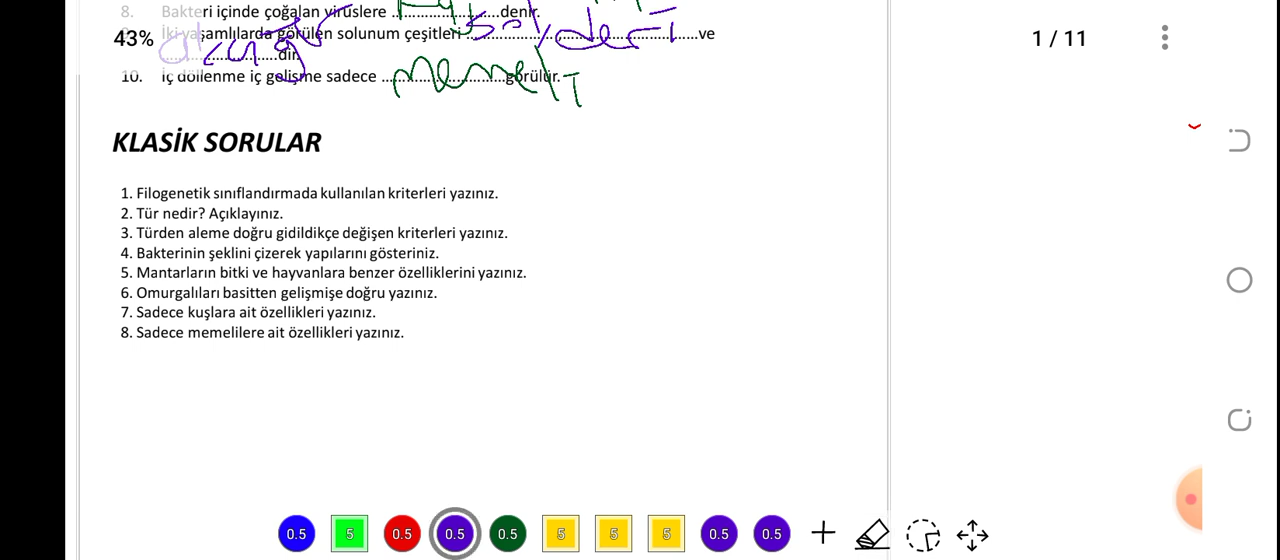 8. Bakteri içinde çoğalan virüslere ........................denir.
43%
İki yaşamlılarda görülen solunum çeşitleri ........................................................ve
sol, deri
1 / 11
akciğer
........................dir.
10. İç döllenme iç gelişme sadece .............................görülür.
memeli
KLASİK SORULAR
1. Filogenetik sınıflandırmada kullanılan kriterleri yazınız.
2. Tür nedir? Açıklayınız.
3. Türden aleme doğru gidildikçe değişen kriterleri yazınız.
4. Bakterinin şeklini çizerek yapılarını gösteriniz.
5. Mantarların bitki ve hayvanlara benzer özelliklerini yazınız.
6. Omurgalıları basitten gelişmişe doğru yazınız.
7. Sadece kuşlara ait özellikleri yazınız.
8. Sadece memelilere ait özellikleri yazınız.
0.5 5 0.5 0.5 0.5 5 5 5 0.5 0.5